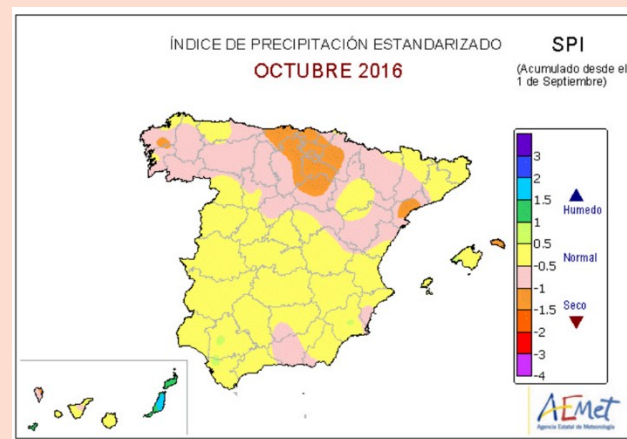 ÍNDICE DE PRECIPITACIÓN ESTANDARIZADO
OCTUBRE 2016
SPI
(Acumulado desde el
1 de Septiembre)
3
2
1.5
1
0.5
-0.5
-1
-1.5
-2
-3
-4
Humedo
Normal
Seco
AEMet
Agencia Estatal de Meteorología